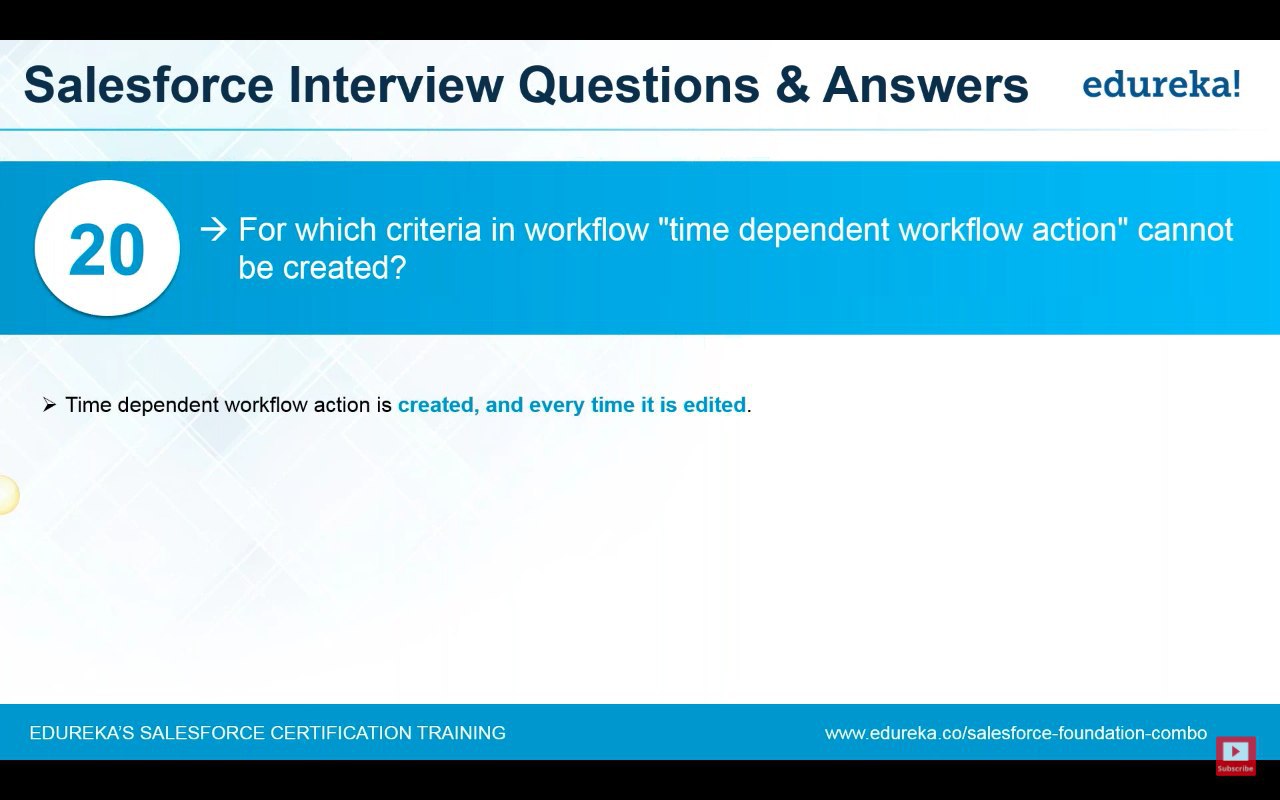 Salesforce Interview Questions & Answers
edureka!
20
→ For which criteria in workflow "time dependent workflow action" cannot
be created?
➢ Time dependent workflow action is created, and every time it is edited.
EDUREKA'S SALESFORCE CERTIFICATION TRAINING
www.edureka.co/salesforce-foundation-combo
Subscribe